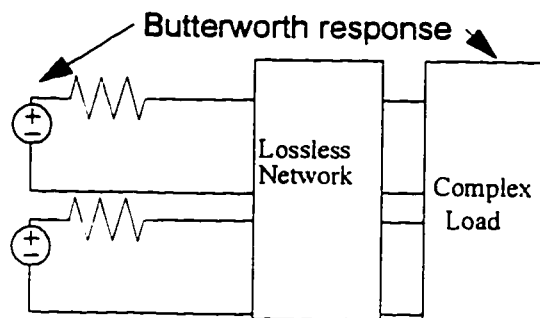 Butterworth response
+
−
Lossless
Network
Complex
Load
+
−